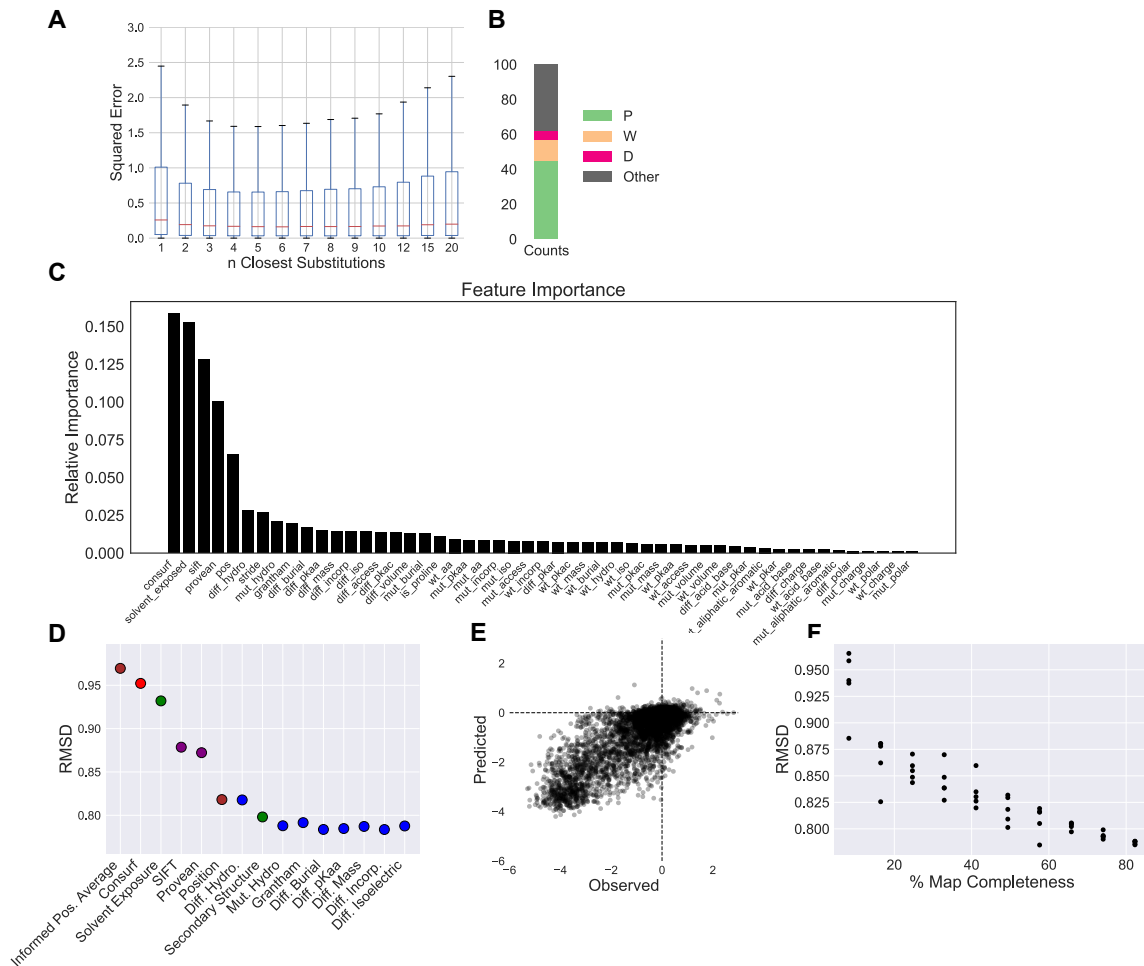 A
3.0
2.5
2.0
1.5
1.0
0.5
0.0
Squared Error
1 2 3 4 5 6 7 8 9 10 12 15 20
n Closest Substitutions
B
100
80
60
40
20
0
Counts
P
W
D
Other
C
Feature Importance
0.150
0.125
0.100
0.075
0.050
0.025
0.000
Relative Importance
consurf
solvent_exposed
sift
provean
pos
diff_hydro
stride
mut_hydro
grantham
diff_burial
diff_pkaa
diff_mass
diff_incorp
diff_iso
diff_access
diff_pkac
diff_volume
mut_burial
is_proline
wt_aa
mut_pkaa
mut_aa
mut_incorp
mut_iso
mut_access
wt_incorp
diff_pkar
wt_pkac
wt_mass
wt_burial
wt_hydro
wt_iso
mut_pkac
mut_mass
wt_pkaa
wt_access
mut_volume
wt_volume
diff_acid_base
mut_pkar
t_aliphatic_aromatic
wt_pkar
mut_acid_base
diff_charge
wt_acid_base
mut_aliphatic_aromatic
diff_polar
mut_charge
wt_polar
wt_charge
mut_polar
D
0.95
0.90
0.85
0.80
RMSD
Informed Pos. Average
Consurf
Solvent Exposure
SIFT
Provean
Position
Diff. Hydro.
Secondary Structure
Mut. Hydro
Grantham
Diff. Burial
Diff. pKaa
Diff. Mass
Diff. Incorp.
Diff. Isoelectric
E
2
0
−2
−4
−6
Predicted
−6 −4 −2 0 2
Observed
F
0.950
0.925
0.900
0.875
0.850
0.825
0.800
RMSD
20 40 60 80
% Map Completeness